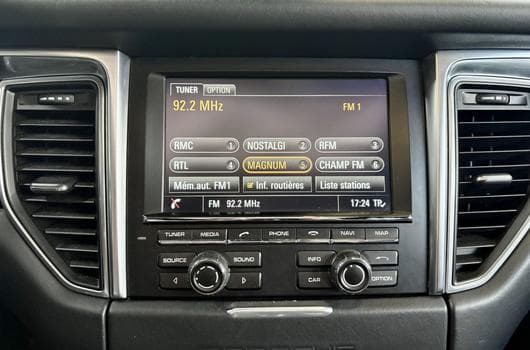 TUNER OPTION
92.2 MHz FM 1
RMC 1 NOSTALGI 2 RFM 3
RTL 4 MAGNUM 5 CHAMP FM 6
Mém.aut. FM1 Inf. routières Liste stations
FM 92.2 MHz 17:24 TP
TUNER MEDIA PHONE NAVI MAP
SOURCE SOUND INFO
CAR OPTION